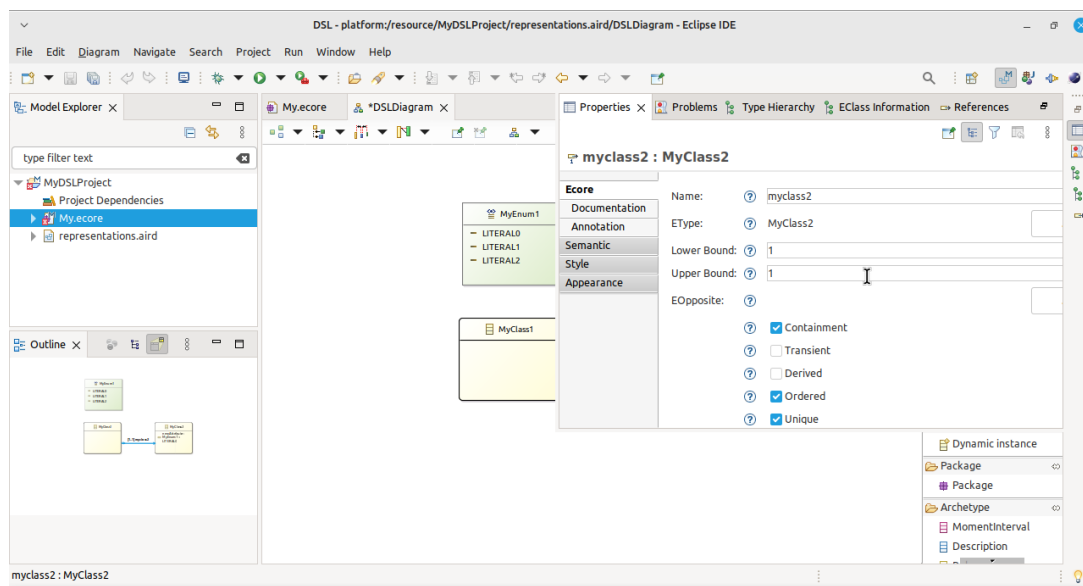 DSL - platform:/resource/MyDSLProject/representations.aird/DSLDiagram - Eclipse IDE
File Edit Diagram Navigate Search Project Run Window Help
Model Explorer
type filter text
MyDSLProject
Project Dependencies
My.ecore
representations.aird
Outline
My.ecore
*DSLDiagram
MyEnum1
LITERAL0
LITERAL1
LITERAL2
MyClass1
Properties Problems Type Hierarchy EClass Information References
myclass2 : MyClass2
Ecore
Documentation
Annotation
Semantic
Style
Appearance
Name: myclass2
EType: MyClass2
Lower Bound: 1
Upper Bound: 1
EOpposite:
Containment
Transient
Derived
Ordered
Unique
Dynamic instance
Package
Package
Archetype
MomentInterval
Description
myclass2 : MyClass2